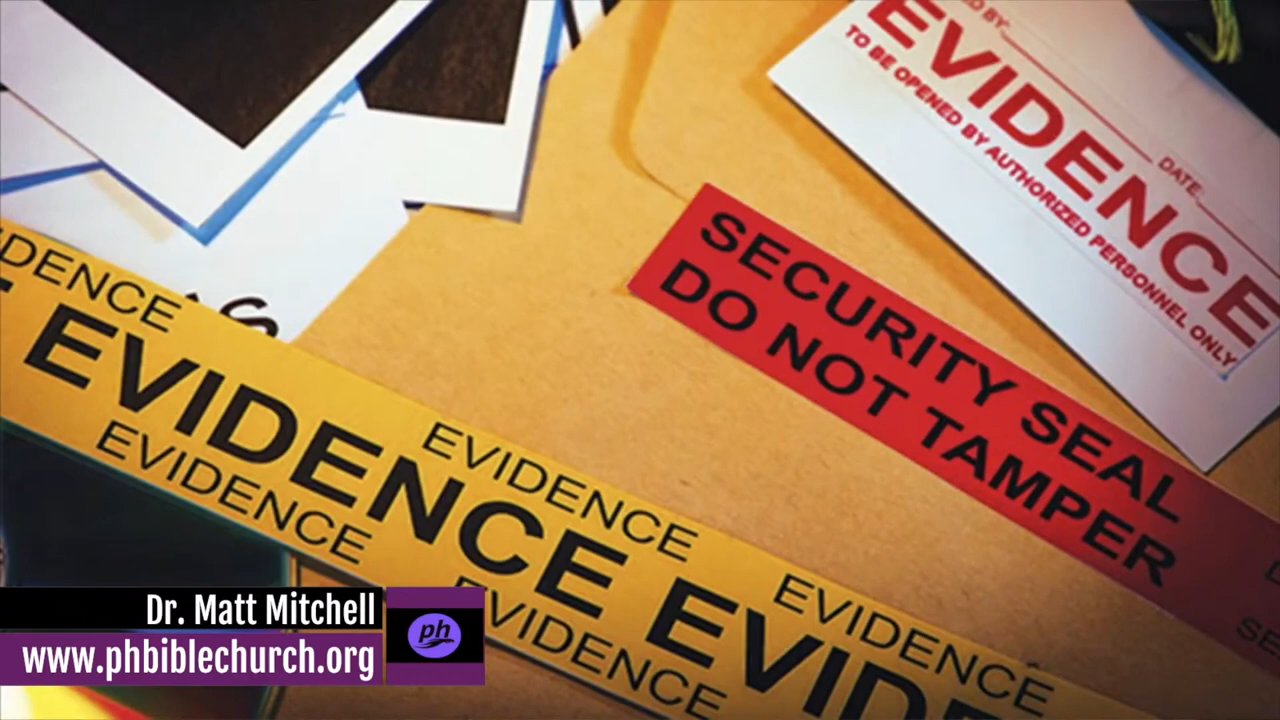 EVIDENCE
DATE
TO BE OPENED BY AUTHORIZED PERSONNEL ONLY
SECURITY SEAL
DO NOT TAMPER
EVIDENCE EVIDENCE
EVIDENCE EVIDENCE
EVIDENCE
EVIDENCE
EVIDENCE
Dr. Matt Mitchell
www.phbiblechurch.org
ph